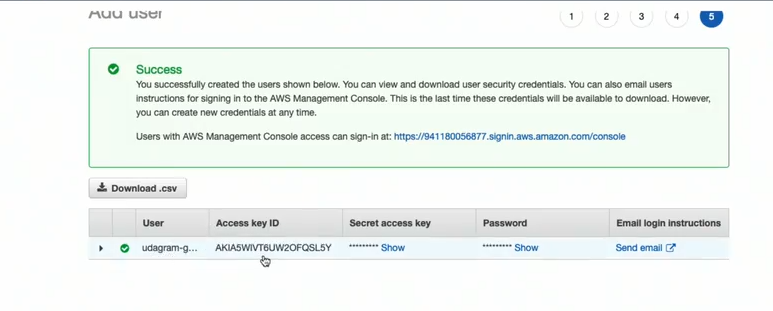 Add user
1 2 3 4 5
Success
You successfully created the users shown below. You can view and download user security credentials. You can also email users
instructions for signing in to the AWS Management Console. This is the last time these credentials will be available to download. However,
you can create new credentials at any time.
Users with AWS Management Console access can sign-in at: https://941180056877.signin.aws.amazon.com/console
Download .csv
User Access key ID Secret access key Password Email login instructions
udagram-g... AKIA5WIVT6UW2OFQSL5Y ********* Show ********* Show Send email